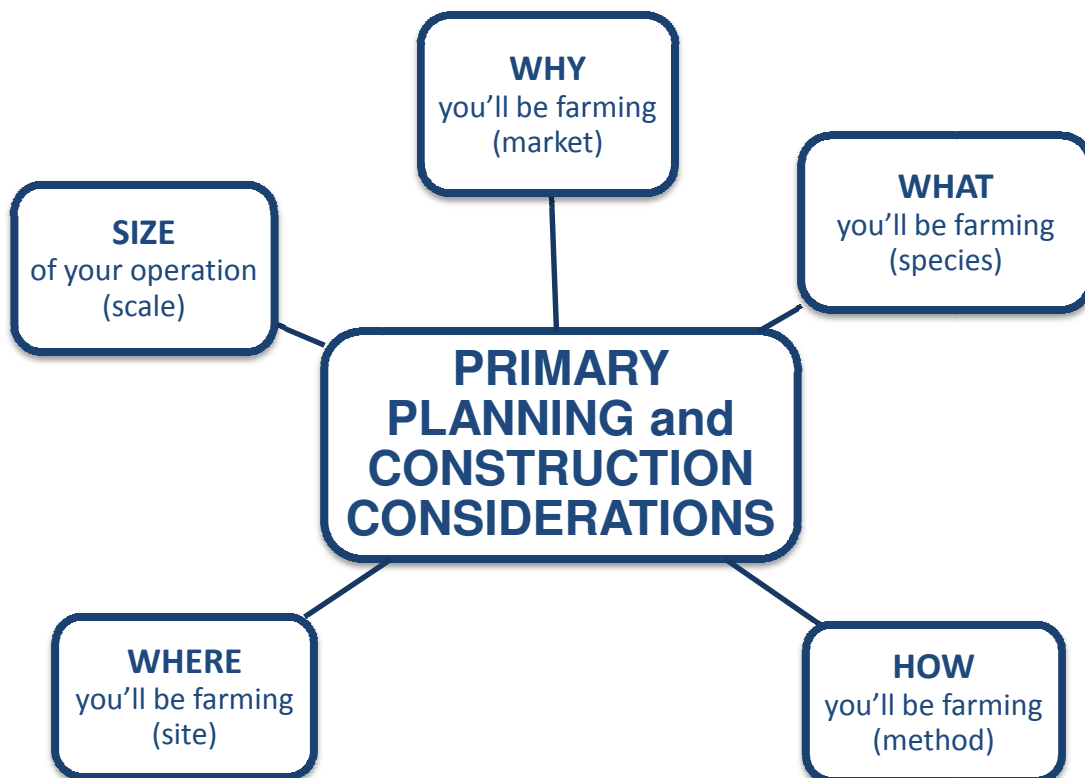 WHY
you’ll be farming
(market)
WHAT
you’ll be farming
(species)
SIZE
of your operation
(scale)
PRIMARY
PLANNING and
CONSTRUCTION
CONSIDERATIONS
WHERE
you’ll be farming
(site)
HOW
you’ll be farming
(method)